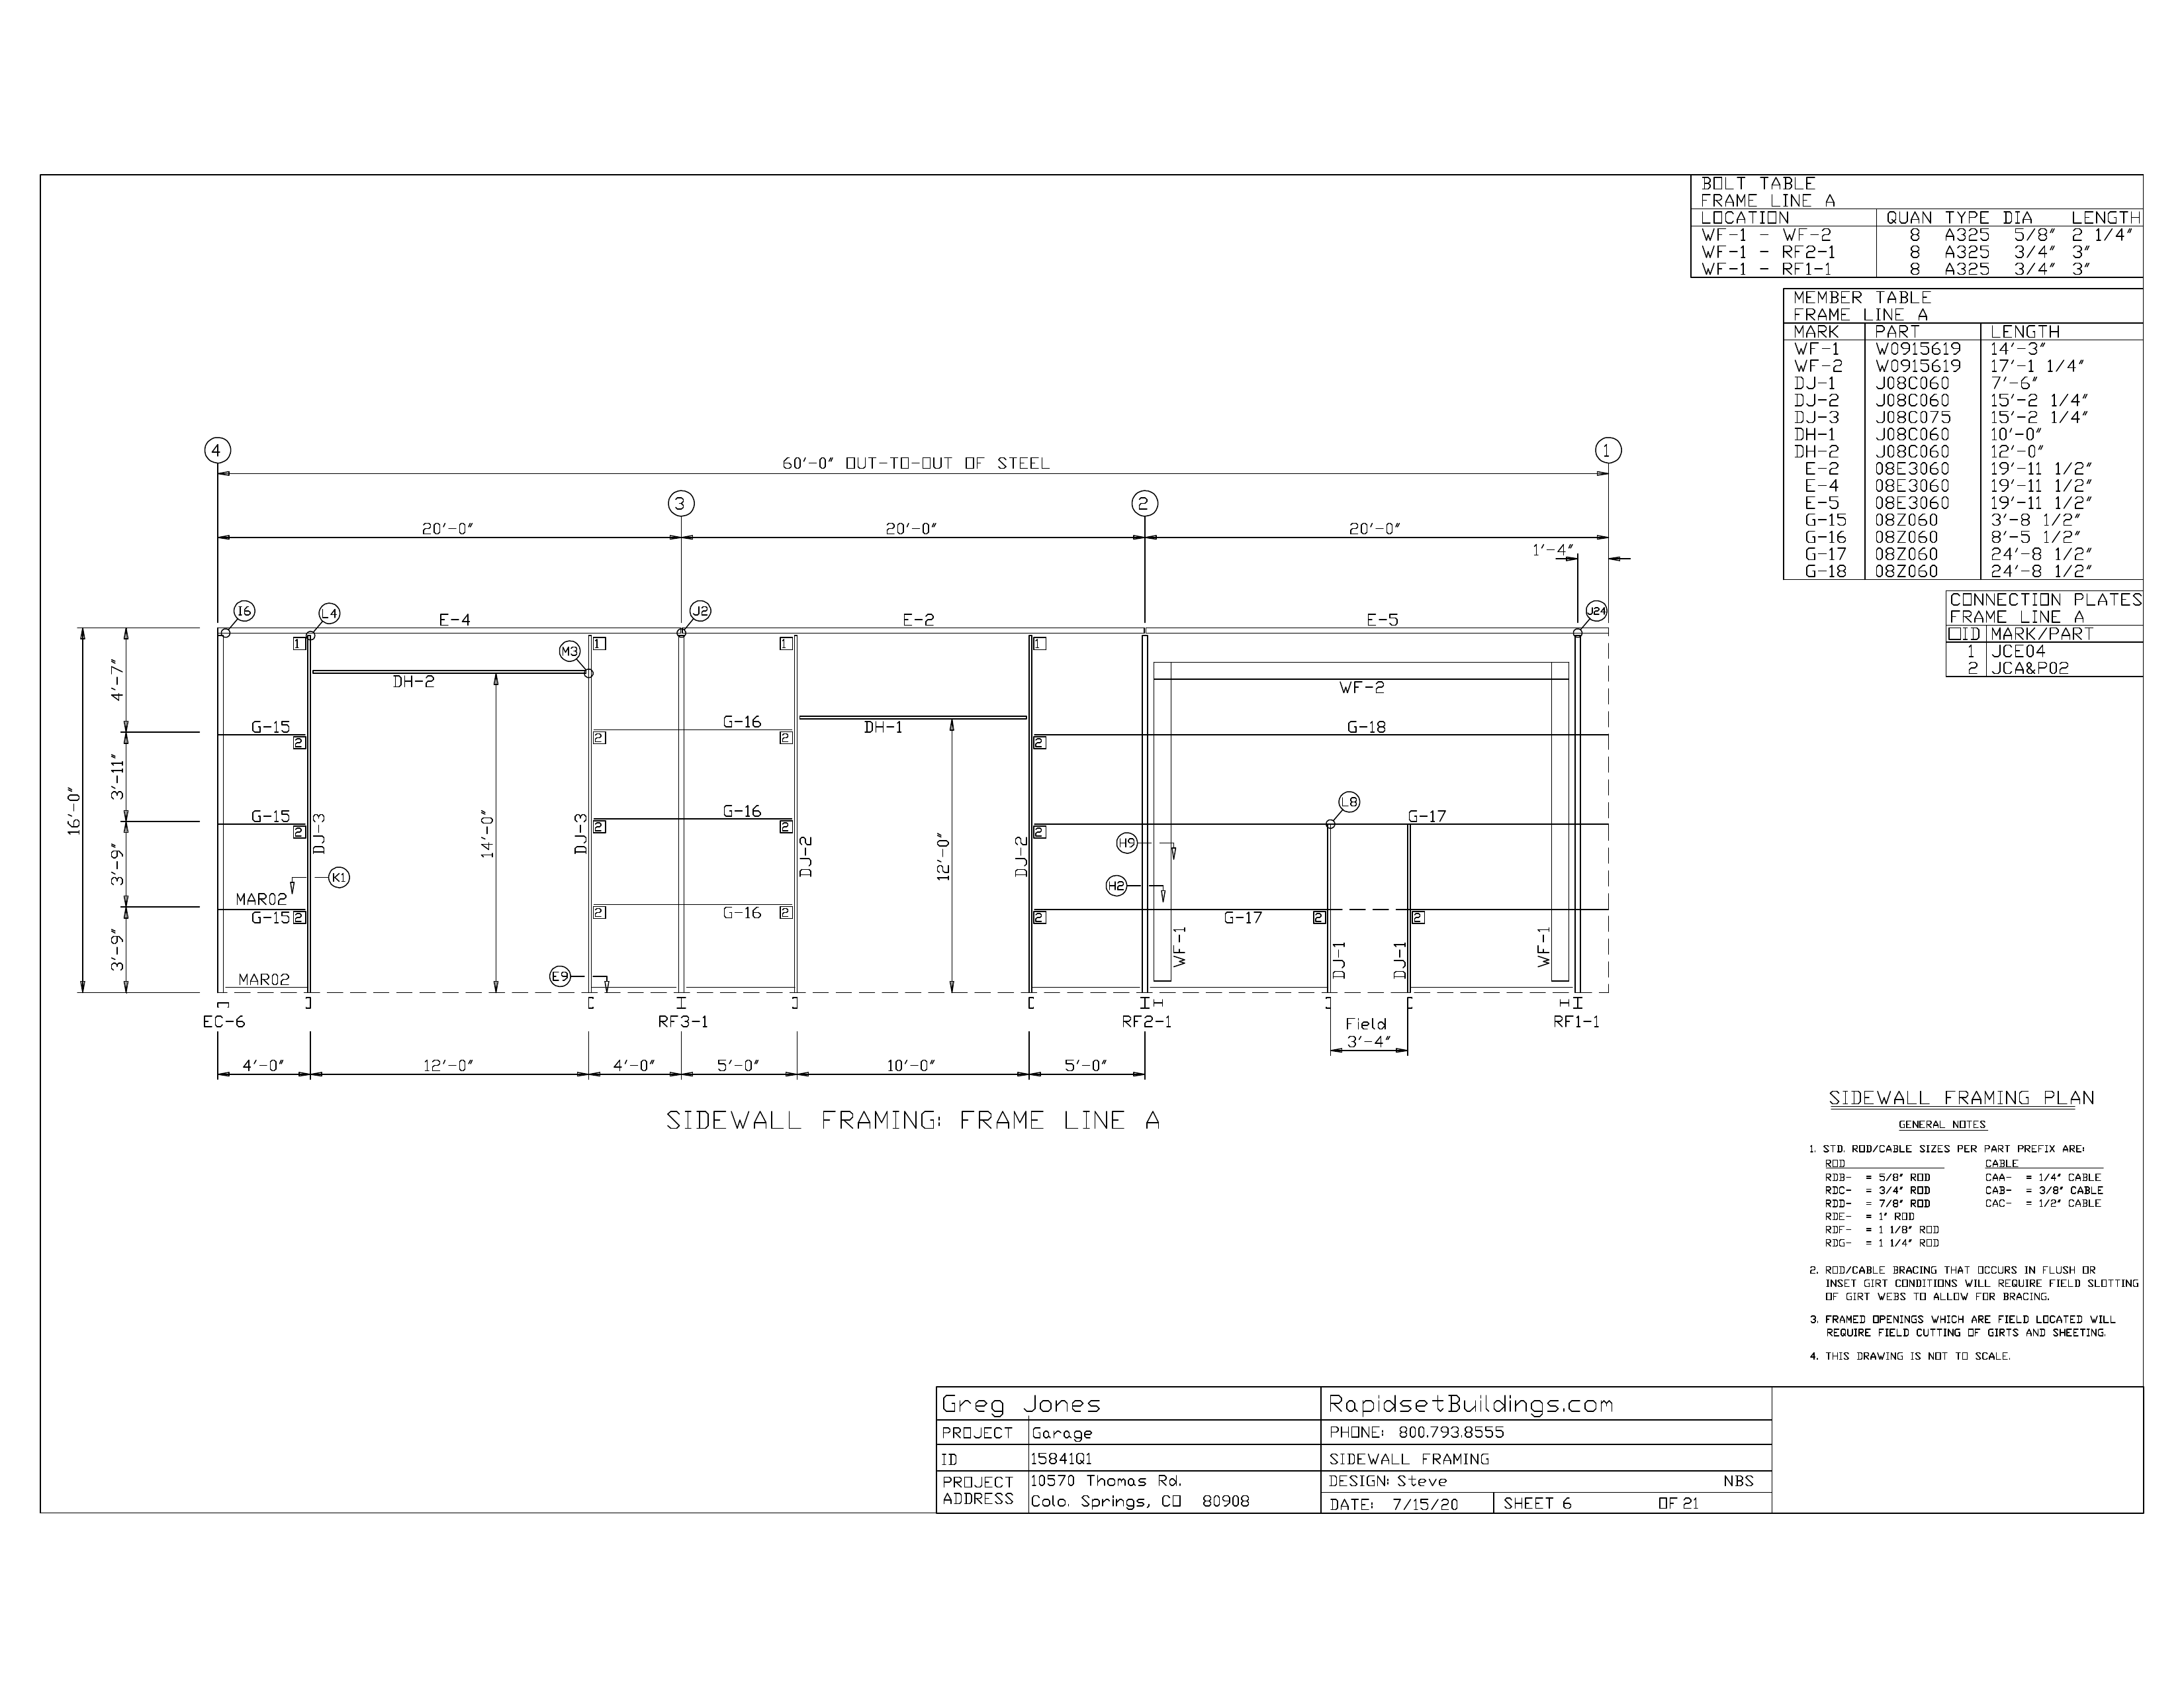 BOLT TABLE
FRAME LINE A
LOCATION QUAN TYPE DIA LENGTH
WF-1 - WF-2 8 A325 5/8" 2 1/4"
WF-1 - RF2-1 8 A325 3/4" 3"
WF-1 - RF1-1 8 A325 3/4" 3"
MEMBER TABLE
FRAME LINE A
MARK PART LENGTH
WF-1 W0915619 14'-3"
WF-2 W0915619 17'-1 1/4"
DJ-1 J08C060 7'-6"
DJ-2 J08C060 15'-2 1/4"
DJ-3 J08C075 15'-2 1/4"
DH-1 J08C060 10'-0"
DH-2 J08C060 12'-0"
E-2 08E3060 19'-11 1/2"
E-4 08E3060 19'-11 1/2"
E-5 08E3060 19'-11 1/2"
G-15 08Z060 3'-8 1/2"
G-16 08Z060 8'-5 1/2"
G-17 08Z060 24'-8 1/2"
G-18 08Z060 24'-8 1/2"
CONNECTION PLATES
FRAME LINE A
□ID MARK/PART
1 JCE04
2 JCA&P02
4 1
60'-0" OUT-TO-OUT OF STEEL
3 2
20'-0" 20'-0" 20'-0"
1'-4"
I6 L4 E-4 J2 E-2 E-5 J24
1 M3 1 1 1
4'-7" DH-2 WF-2
G-15 G-16 DH-1 G-18
2 2 2 2
3'-11"
16'-0"
G-15 G-16 L8 G-17
2 2 2 2
DJ-3 14'-0" DJ-3 DJ-2 12'-0" DJ-2 H9
3'-9" K1 H2
MAR02
G-15 2 2 G-16 2 2 G-17 2 2
3'-9" WF-1 DJ-1 DJ-1 WF-1
MAR02 E9
EC-6 RF3-1 RF2-1 Field RF1-1
3'-4"
4'-0" 12'-0" 4'-0" 5'-0" 10'-0" 5'-0"
SIDEWALL FRAMING: FRAME LINE A
SIDEWALL FRAMING PLAN
GENERAL NOTES
1. STD. ROD/CABLE SIZES PER PART PREFIX ARE:
ROD CABLE
RDB- = 5/8" ROD CAA- = 1/4" CABLE
RDC- = 3/4" ROD CAB- = 3/8" CABLE
RDD- = 7/8" ROD CAC- = 1/2" CABLE
RDE- = 1" ROD
RDF- = 1 1/8" ROD
RDG- = 1 1/4" ROD
2. ROD/CABLE BRACING THAT OCCURS IN FLUSH OR
INSET GIRT CONDITIONS WILL REQUIRE FIELD SLOTTING
OF GIRT WEBS TO ALLOW FOR BRACING.
3. FRAMED OPENINGS WHICH ARE FIELD LOCATED WILL
REQUIRE FIELD CUTTING OF GIRTS AND SHEETING.
4. THIS DRAWING IS NOT TO SCALE.
Greg Jones
PROJECT Garage
ID 15841Q1
PROJECT ADDRESS 10570 Thomas Rd.
Colo. Springs, CO 80908
RapidsetBuildings.com
PHONE: 800.793.8555
SIDEWALL FRAMING
DESIGN: Steve NBS
DATE: 7/15/20 SHEET 6 OF 21